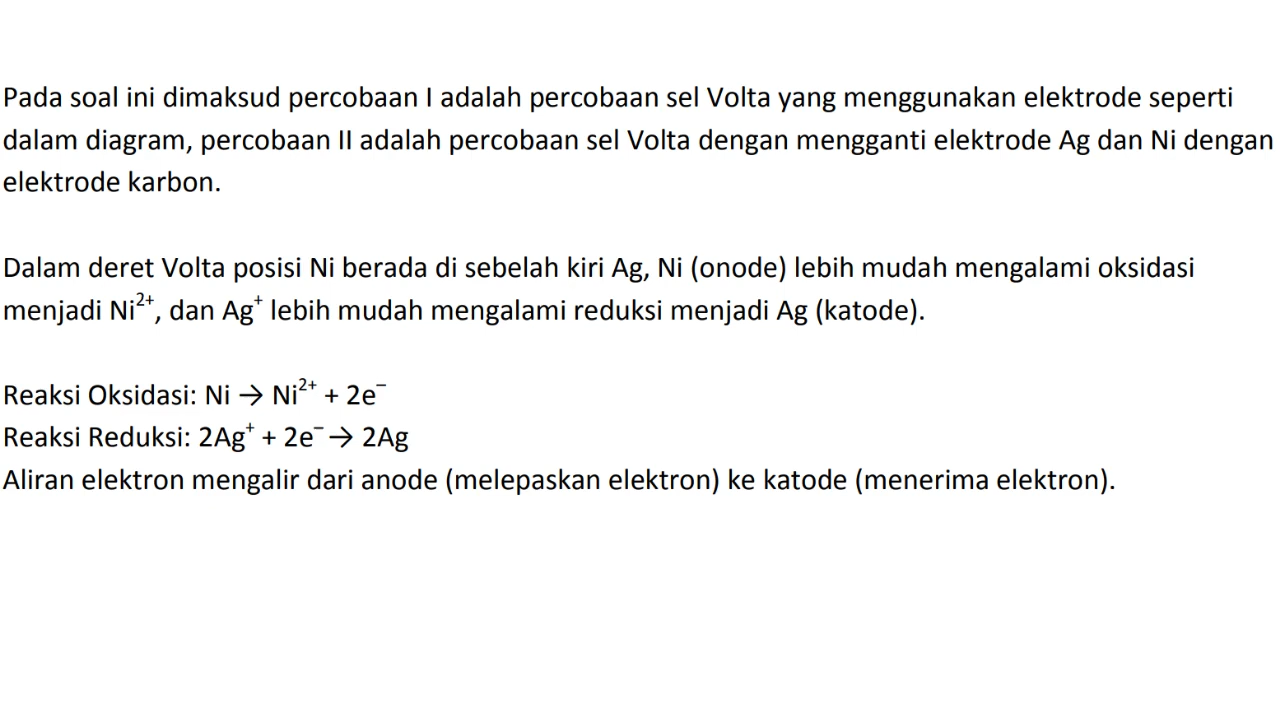 Pada soal ini dimaksud percobaan I adalah percobaan sel Volta yang menggunakan elektrode seperti
dalam diagram, percobaan II adalah percobaan sel Volta dengan mengganti elektrode Ag dan Ni dengan
elektrode karbon.
Dalam deret Volta posisi Ni berada di sebelah kiri Ag, Ni (onode) lebih mudah mengalami oksidasi
menjadi Ni²⁺, dan Ag⁺ lebih mudah mengalami reduksi menjadi Ag (katode).
Reaksi Oksidasi: Ni → Ni²⁺ + 2e⁻
Reaksi Reduksi: 2Ag⁺ + 2e⁻ → 2Ag
Aliran elektron mengalir dari anode (melepaskan elektron) ke katode (menerima elektron).